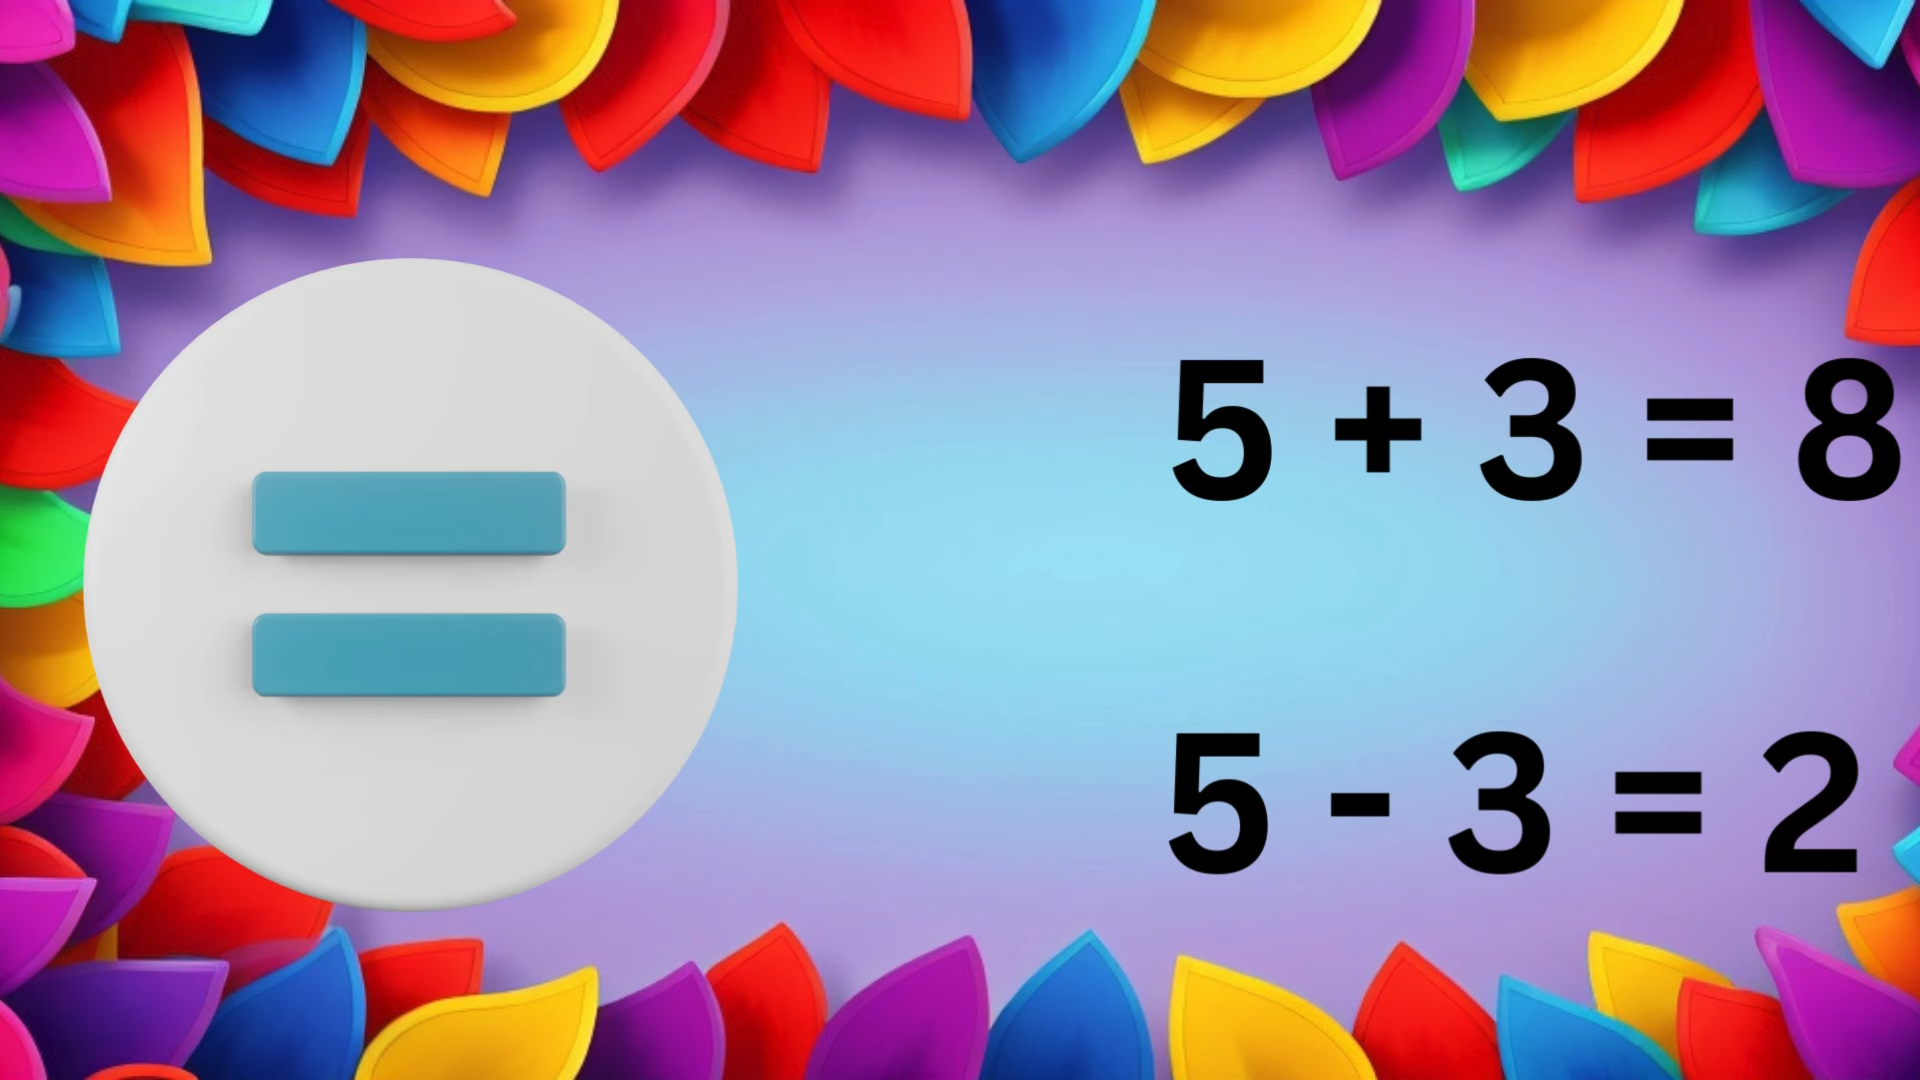 =
5 + 3 = 8
5 - 3 = 2